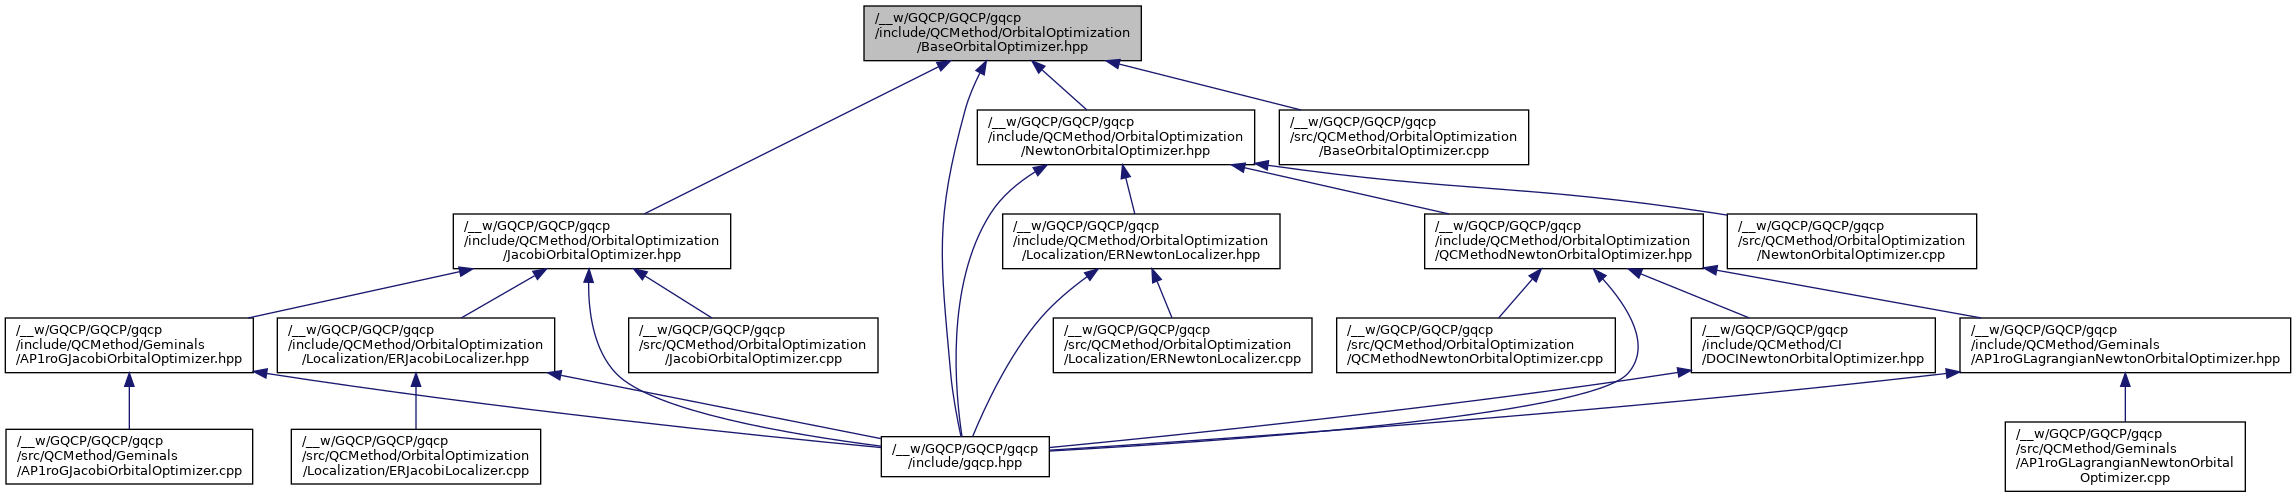 /__w/GQCP/GQCP/gqcp
/include/QCMethod/OrbitalOptimization
/BaseOrbitalOptimizer.hpp
/__w/GQCP/GQCP/gqcp
/include/QCMethod/OrbitalOptimization
/NewtonOrbitalOptimizer.hpp
/__w/GQCP/GQCP/gqcp
/src/QCMethod/OrbitalOptimization
/BaseOrbitalOptimizer.cpp
/__w/GQCP/GQCP/gqcp
/include/QCMethod/OrbitalOptimization
/JacobiOrbitalOptimizer.hpp
/__w/GQCP/GQCP/gqcp
/include/QCMethod/OrbitalOptimization
/Localization/ERNewtonLocalizer.hpp
/__w/GQCP/GQCP/gqcp
/include/QCMethod/OrbitalOptimization
/QCMethodNewtonOrbitalOptimizer.hpp
/__w/GQCP/GQCP/gqcp
/src/QCMethod/OrbitalOptimization
/NewtonOrbitalOptimizer.cpp
/__w/GQCP/GQCP/gqcp
/include/QCMethod/Geminals
/AP1roGJacobiOrbitalOptimizer.hpp
/__w/GQCP/GQCP/gqcp
/include/QCMethod/OrbitalOptimization
/Localization/ERJacobiLocalizer.hpp
/__w/GQCP/GQCP/gqcp
/src/QCMethod/OrbitalOptimization
/JacobiOrbitalOptimizer.cpp
/__w/GQCP/GQCP/gqcp
/src/QCMethod/OrbitalOptimization
/Localization/ERNewtonLocalizer.cpp
/__w/GQCP/GQCP/gqcp
/src/QCMethod/OrbitalOptimization
/QCMethodNewtonOrbitalOptimizer.cpp
/__w/GQCP/GQCP/gqcp
/include/QCMethod/CI
/DOCINewtonOrbitalOptimizer.hpp
/__w/GQCP/GQCP/gqcp
/include/QCMethod/Geminals
/AP1roGLagrangianNewtonOrbitalOptimizer.hpp
/__w/GQCP/GQCP/gqcp
/src/QCMethod/Geminals
/AP1roGJacobiOrbitalOptimizer.cpp
/__w/GQCP/GQCP/gqcp
/src/QCMethod/OrbitalOptimization
/Localization/ERJacobiLocalizer.cpp
/__w/GQCP/GQCP/gqcp
/include/gqcp.hpp
/__w/GQCP/GQCP/gqcp
/src/QCMethod/Geminals
/AP1roGLagrangianNewtonOrbital
Optimizer.cpp